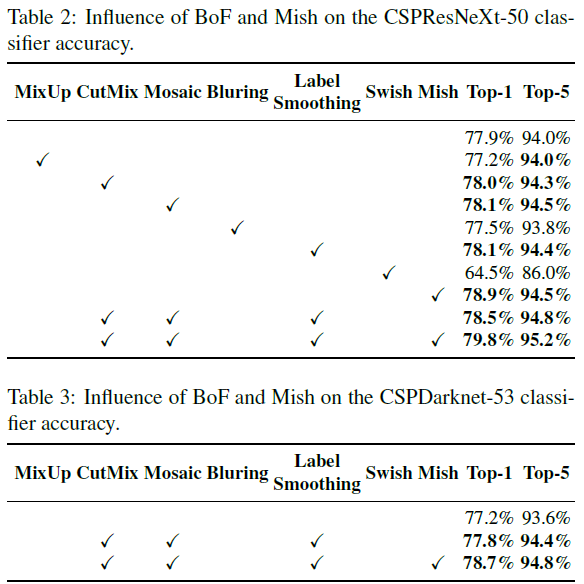 Table 2: Influence of BoF and Mish on the CSPResNeXt-50 clas-
sifier accuracy.
MixUp CutMix Mosaic Bluring Label Smoothing Swish Mish Top-1 Top-5
77.9% 94.0%
✓ 77.2% 94.0%
✓ 78.0% 94.3%
✓ 78.1% 94.5%
✓ 77.5% 93.8%
✓ 78.1% 94.4%
✓ 64.5% 86.0%
✓ 78.9% 94.5%
✓ ✓ ✓ 78.5% 94.8%
✓ ✓ ✓ ✓ 79.8% 95.2%
Table 3: Influence of BoF and Mish on the CSPDarknet-53 classi-
fier accuracy.
MixUp CutMix Mosaic Bluring Label Smoothing Swish Mish Top-1 Top-5
77.2% 93.6%
✓ ✓ ✓ 77.8% 94.4%
✓ ✓ ✓ ✓ 78.7% 94.8%